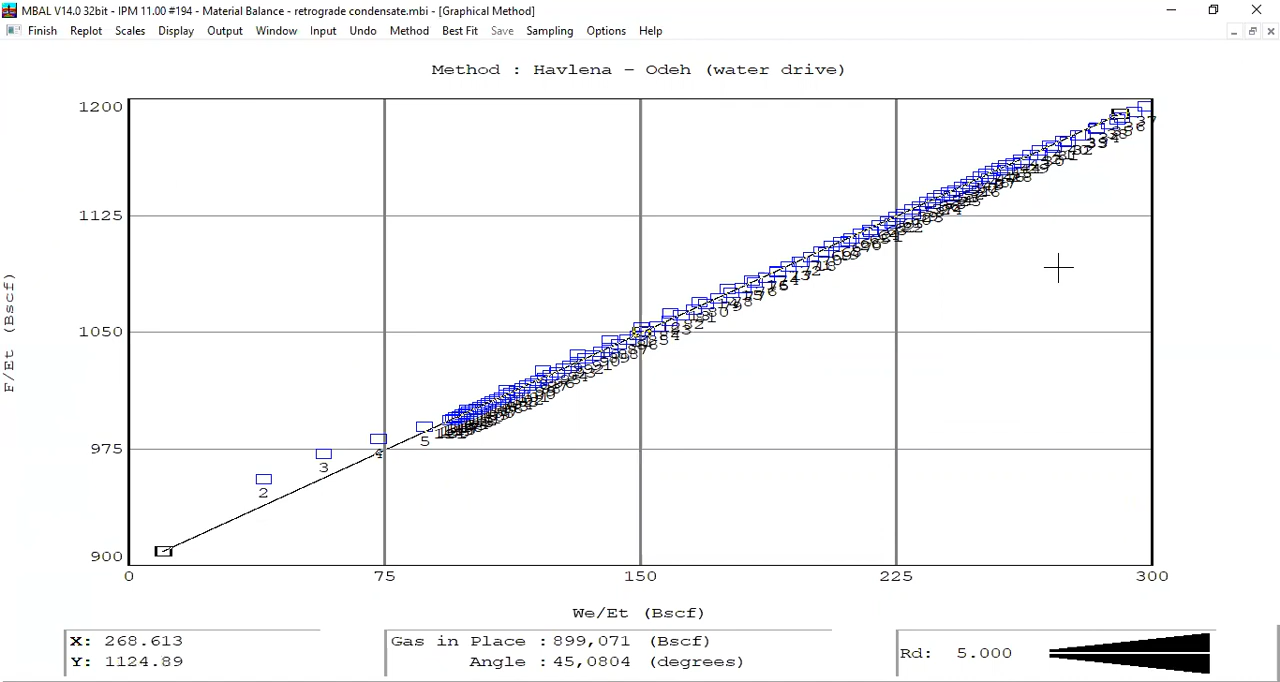 MBAL V14.0 32bit - IPM 11.00 #194 - Material Balance - retrograde condensate.mbi - [Graphical Method]
Finish Replot Scales Display Output Window Input Undo Method Best Fit Save Sampling Options Help
Method : Havlena - Odeh (water drive)
1200
1125
1050
975
900
F/Et (Bscf)
2
3
4
5
0 75 150 225 300
We/Et (Bscf)
X: 268.613
Y: 1124.89
Gas in Place : 899,071 (Bscf)
Angle : 45,0804 (degrees)
Rd: 5.000